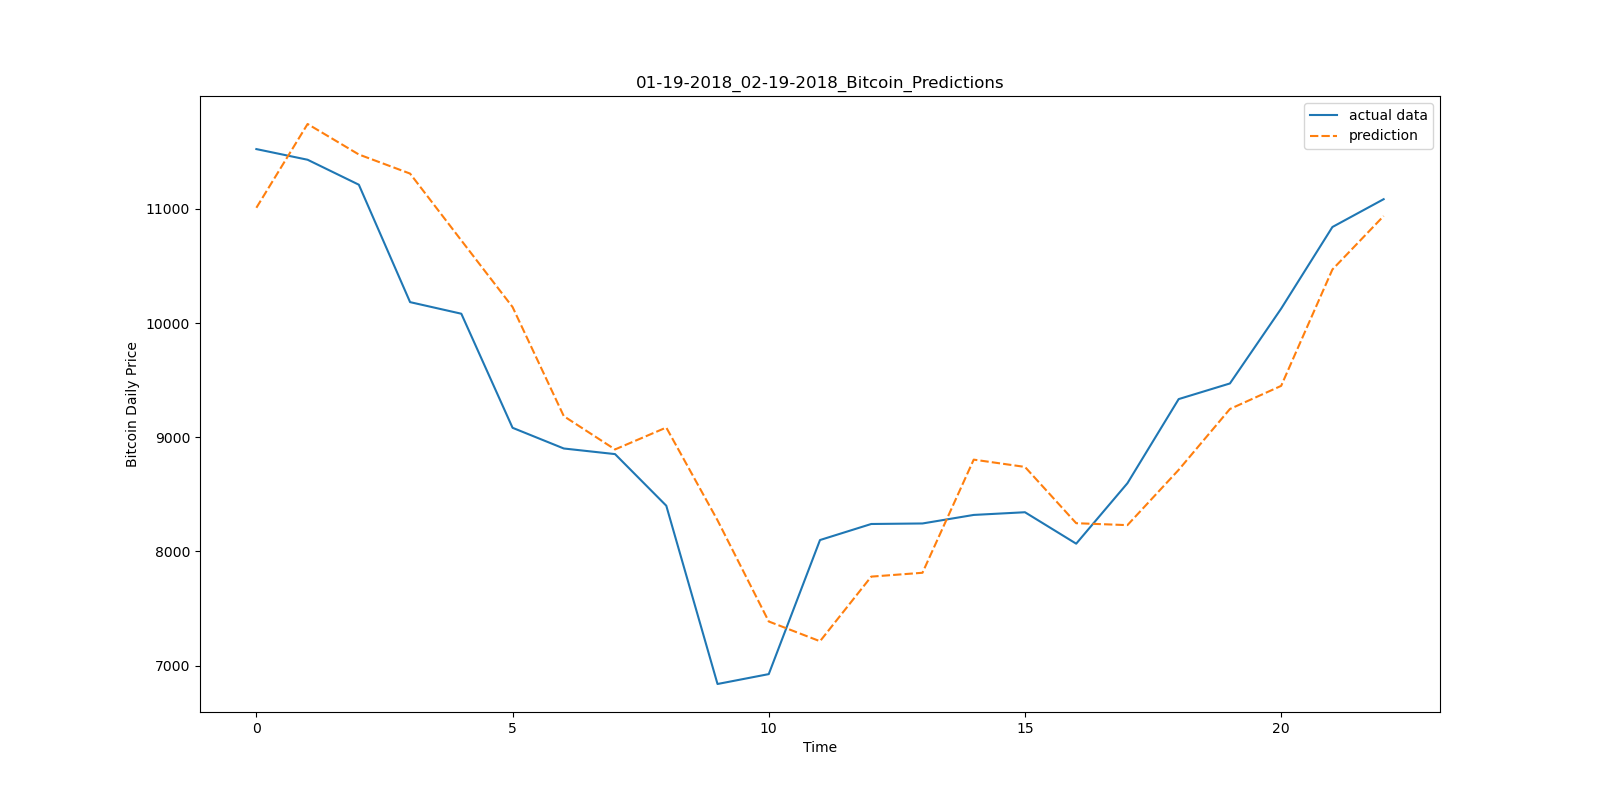 01-19-2018_02-19-2018_Bitcoin_Predictions
actual data
prediction
11000
10000
9000
8000
7000
Bitcoin Daily Price
0 5 10 15 20
Time